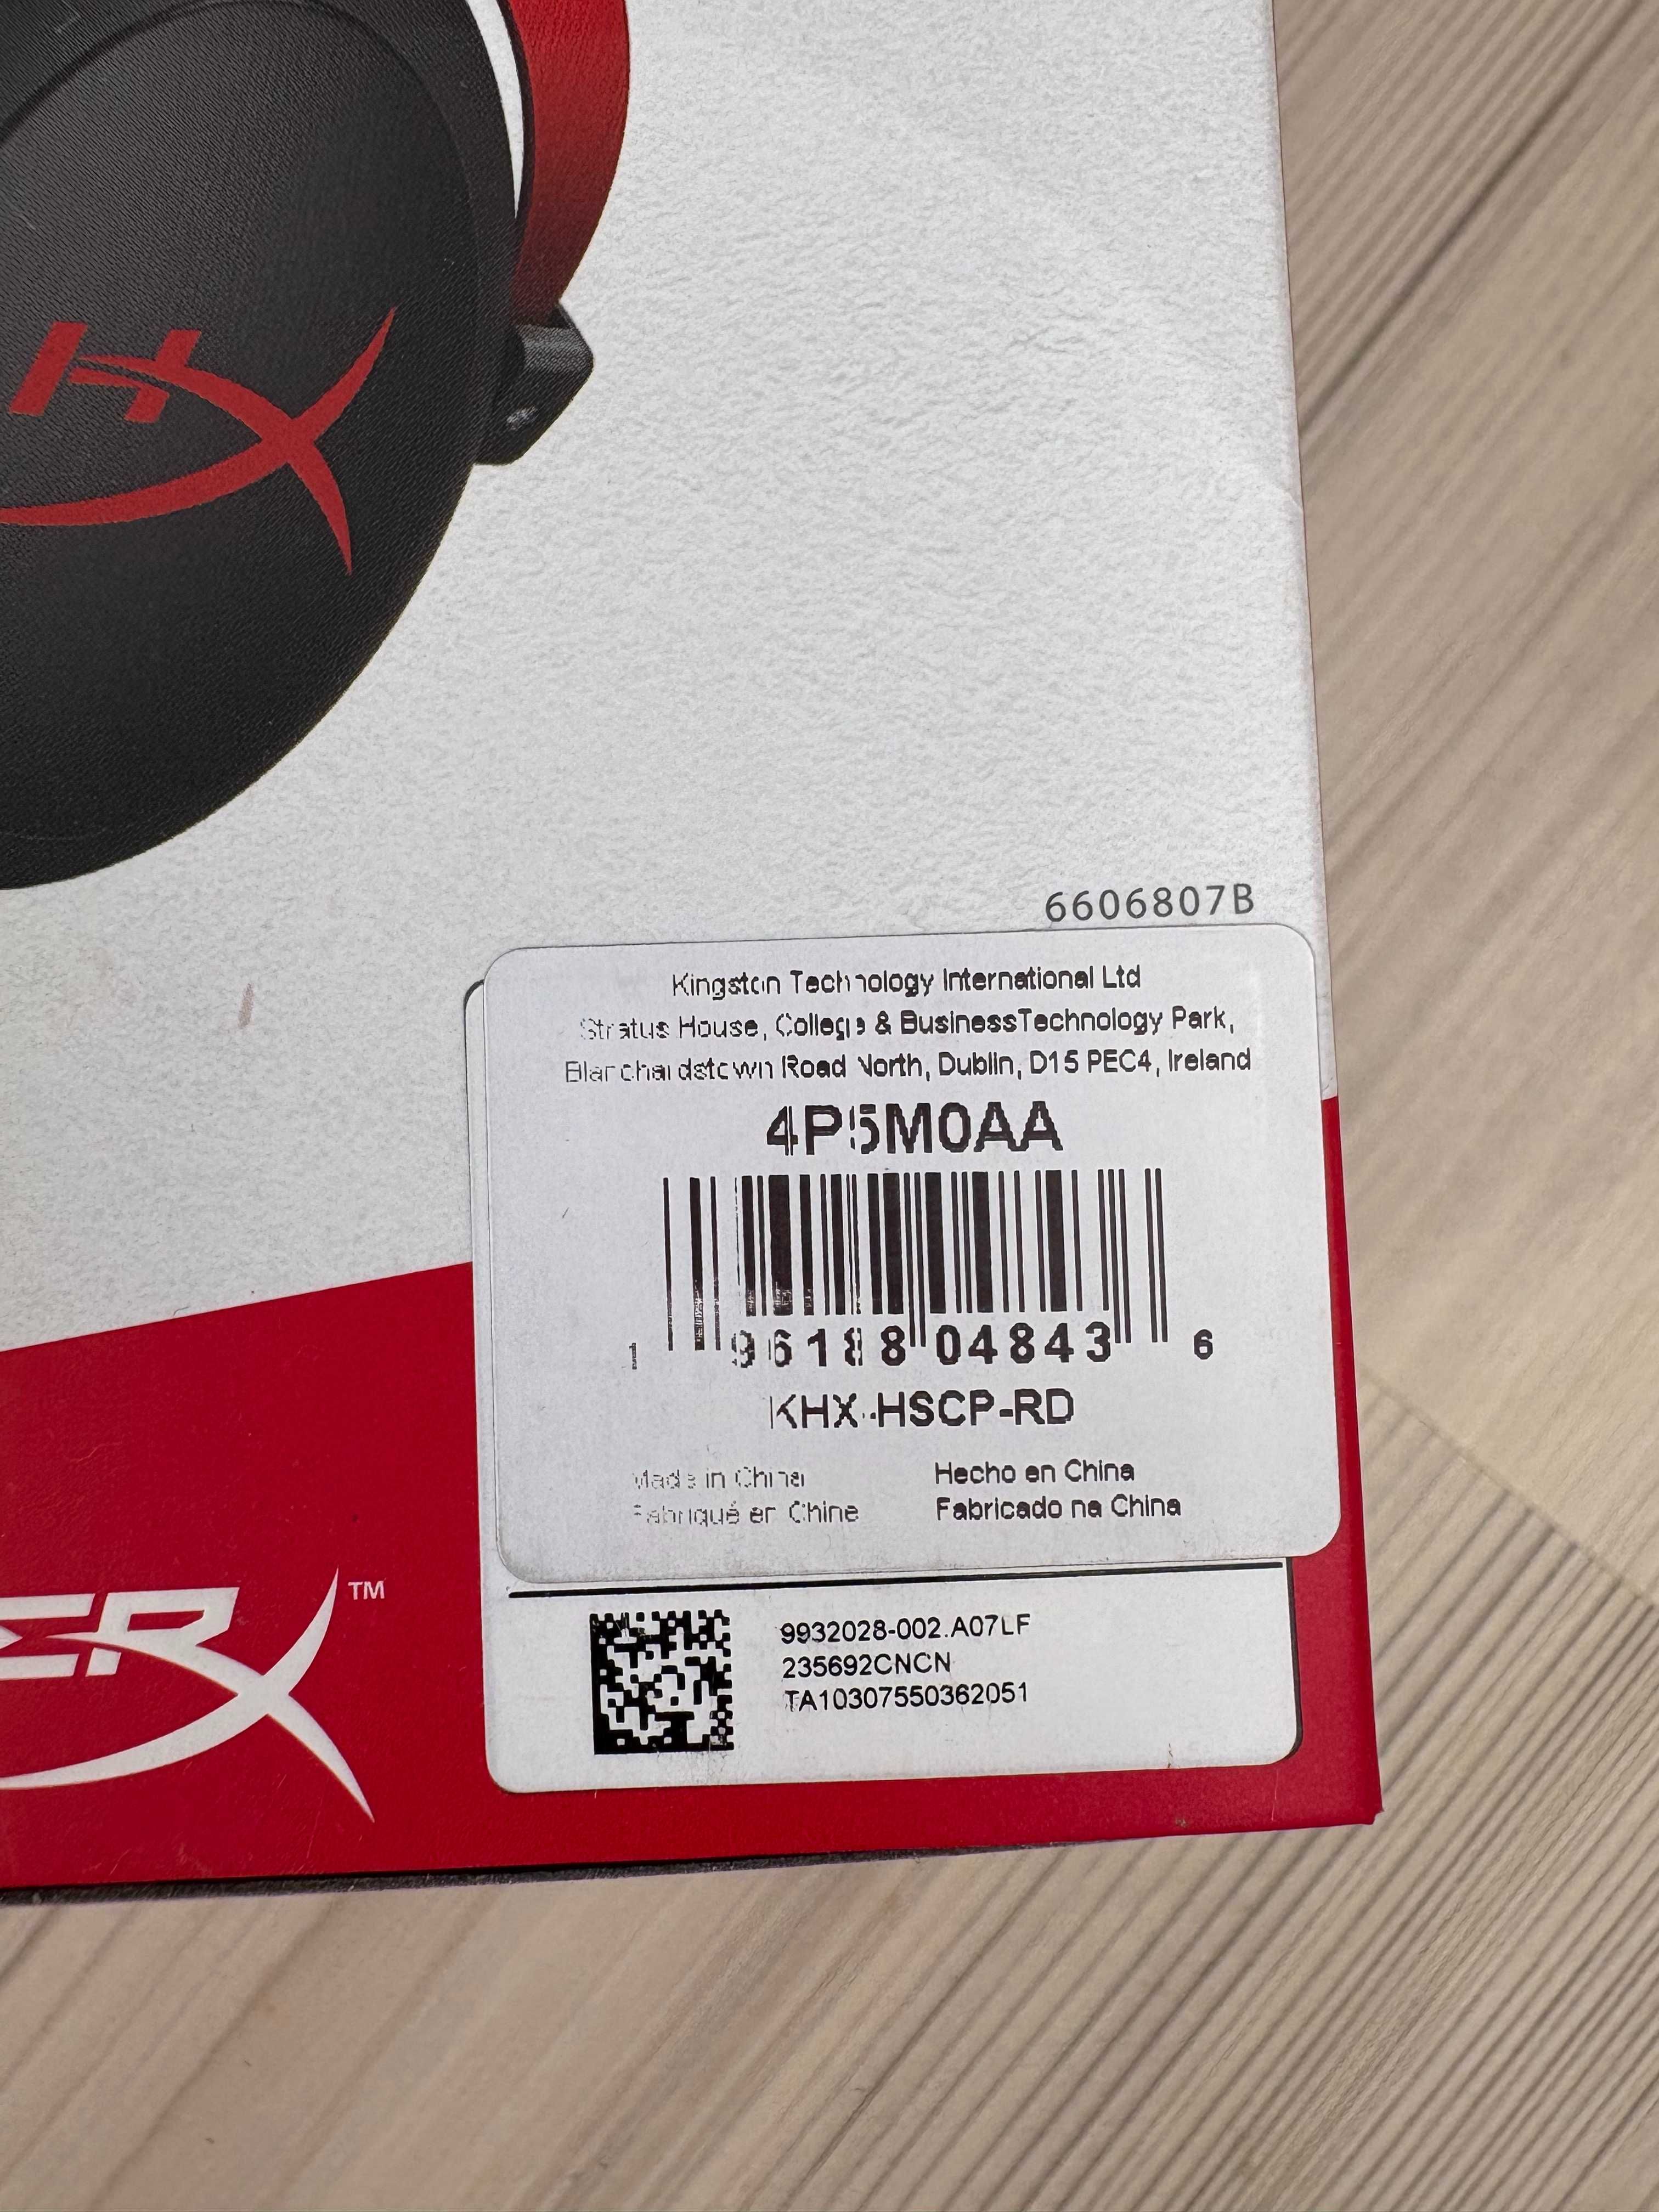 H
6606807B
Kingston Technology International Ltd
Stratus House, College & BusinessTechnology Park,
Blanchardstown Road North, Dublin, D15 PEC4, Ireland
4P5M0AA
1 96188 04843 6
KHX-HSCP-RD
Made in China Hecho en China
Fabriqué en Chine Fabricado na China
ER
TM
9932028-002.A07LF
235692CNCN
TA10307550362051